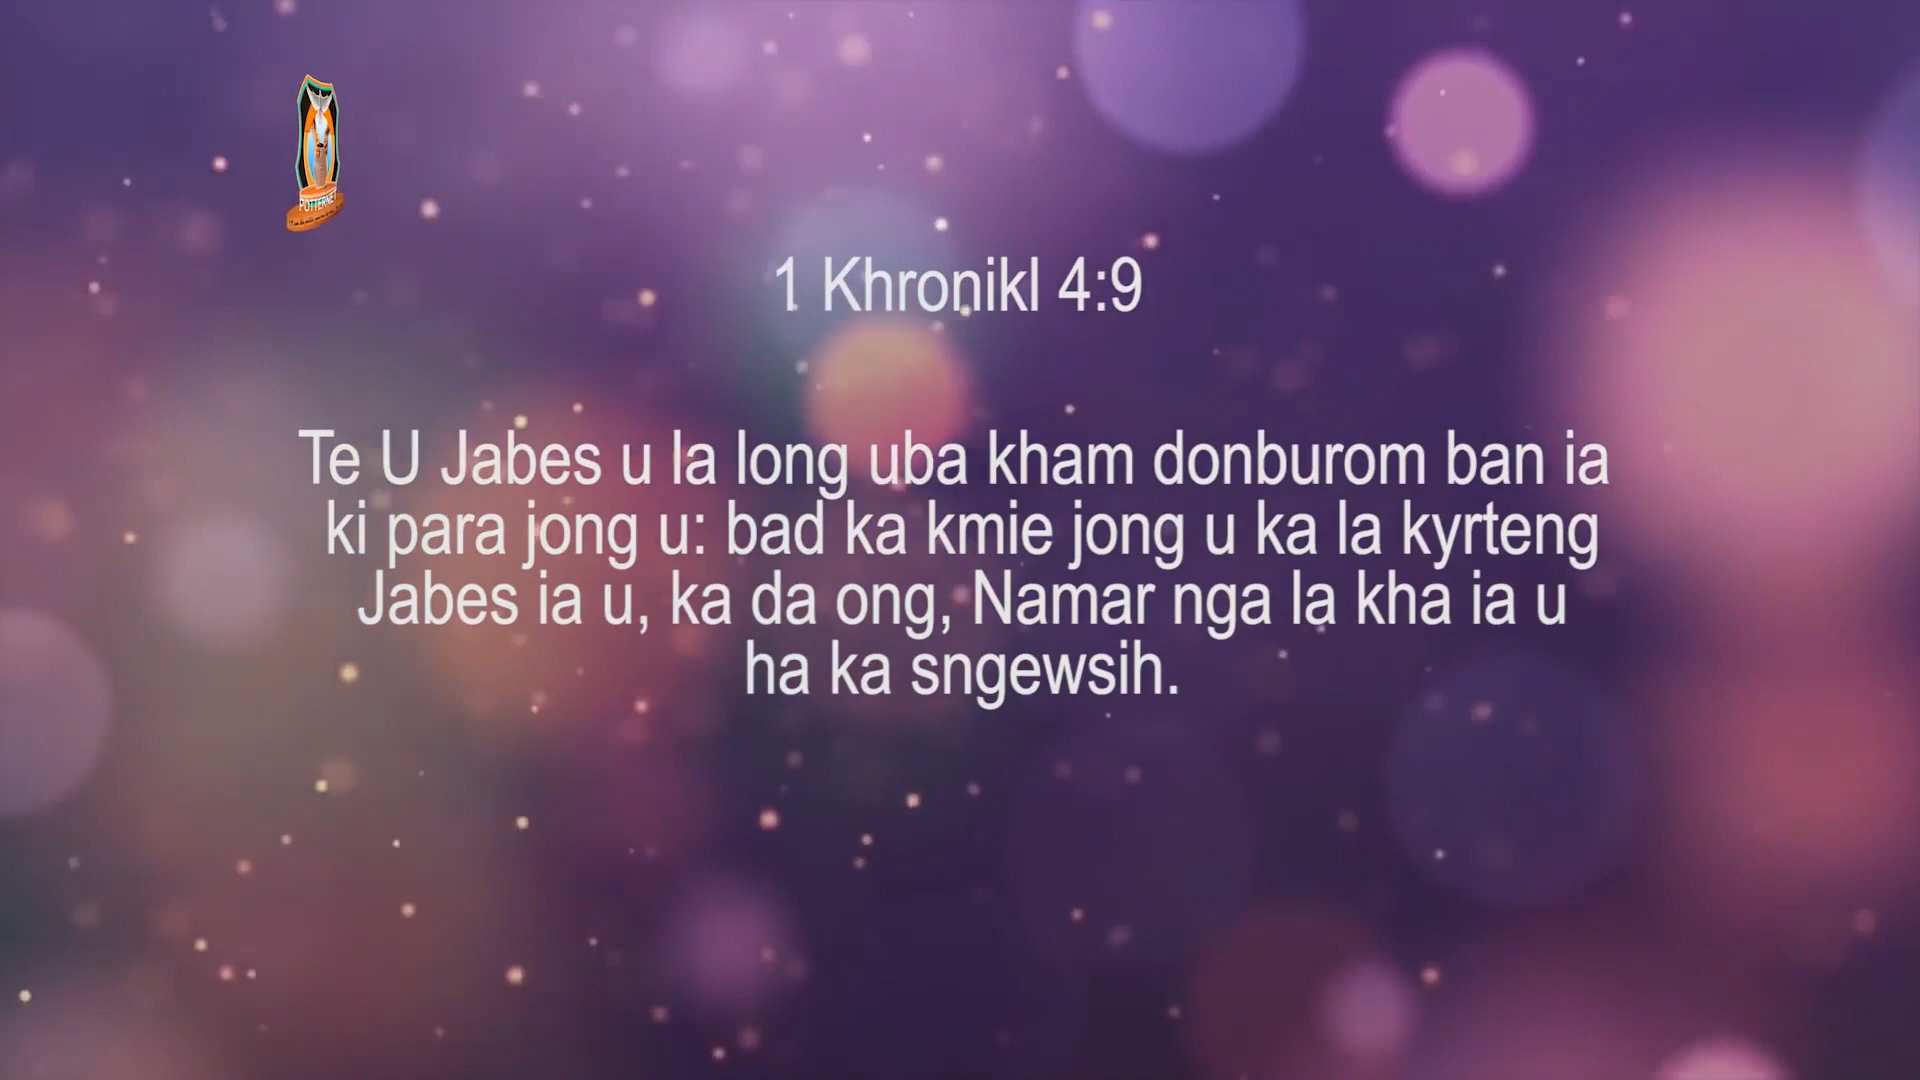 POTTERNET
1 Khronikl 4:9
Te U Jabes u la long uba kham donburom ban ia
ki para jong u: bad ka kmie jong u ka la kyrteng
Jabes ia u, ka da ong, Namar nga la kha ia u
ha ka sngewsih.